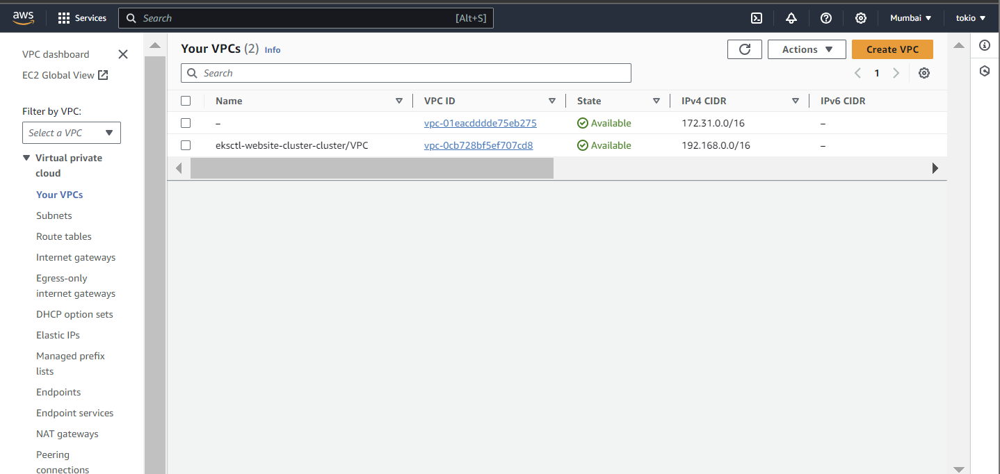 aws
Services
Search
[Alt+S]
Mumbai
tokio
VPC dashboard
EC2 Global View
Filter by VPC:
Select a VPC
Virtual private
cloud
Your VPCs
Subnets
Route tables
Internet gateways
Egress-only
internet gateways
DHCP option sets
Elastic IPs
Managed prefix
lists
Endpoints
Endpoint services
NAT gateways
Peering
connections
Your VPCs (2) Info
Actions
Create VPC
Search
1
Name VPC ID State IPv4 CIDR IPv6 CIDR
– vpc-01eacdddde75eb275 Available 172.31.0.0/16 –
eksctl-website-cluster-cluster/VPC vpc-0cb728bf5ef707cd8 Available 192.168.0.0/16 –